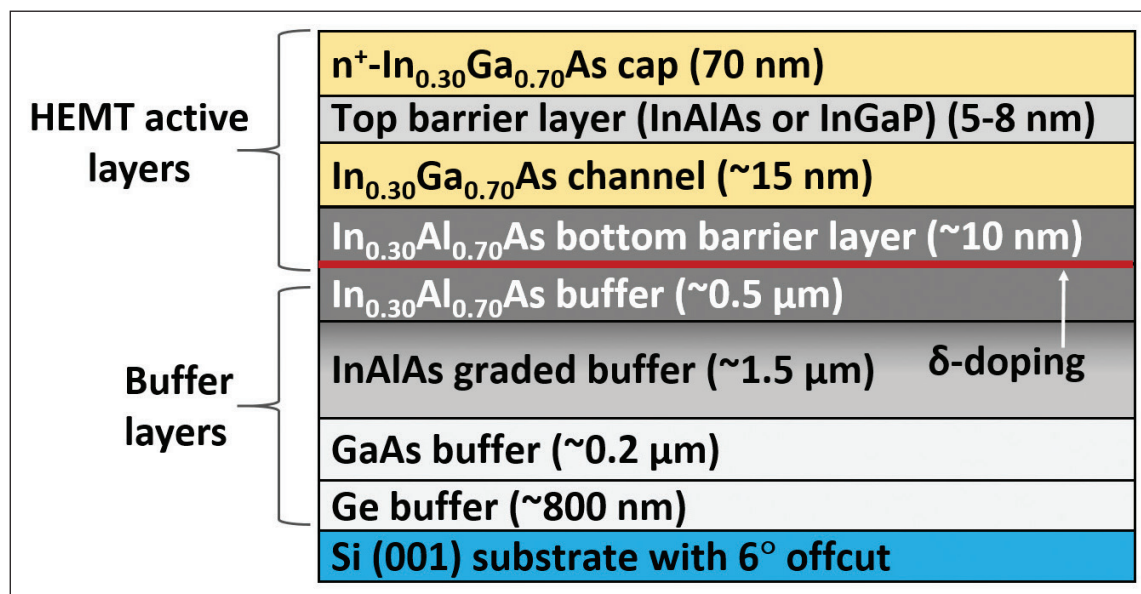 HEMT active
layers
n⁺-In₀.₃₀Ga₀.₇₀As cap (70 nm)
Top barrier layer (InAlAs or InGaP) (5-8 nm)
In₀.₃₀Ga₀.₇₀As channel (~15 nm)
In₀.₃₀Al₀.₇₀As bottom barrier layer (~10 nm)
Buffer
layers
In₀.₃₀Al₀.₇₀As buffer (~0.5 µm)
InAlAs graded buffer (~1.5 µm)
δ-doping
GaAs buffer (~0.2 µm)
Ge buffer (~800 nm)
Si (001) substrate with 6° offcut